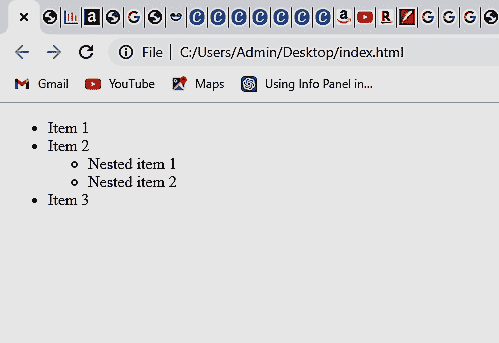 File C:/Users/Admin/Desktop/index.html
Gmail YouTube Maps Using Info Panel in...
Item 1
Item 2
Nested item 1
Nested item 2
Item 3